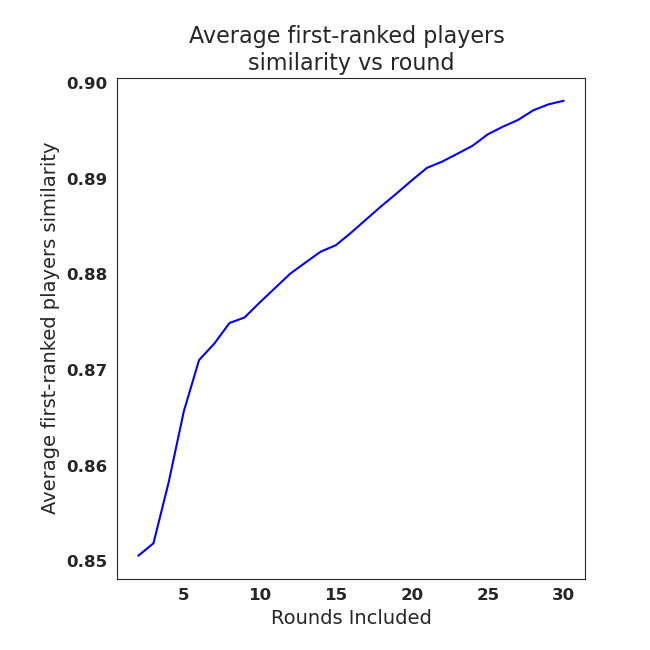 Average first-ranked players
similarity vs round
Average first-ranked players similarity
0.90
0.89
0.88
0.87
0.86
0.85
5 10 15 20 25 30
Rounds Included